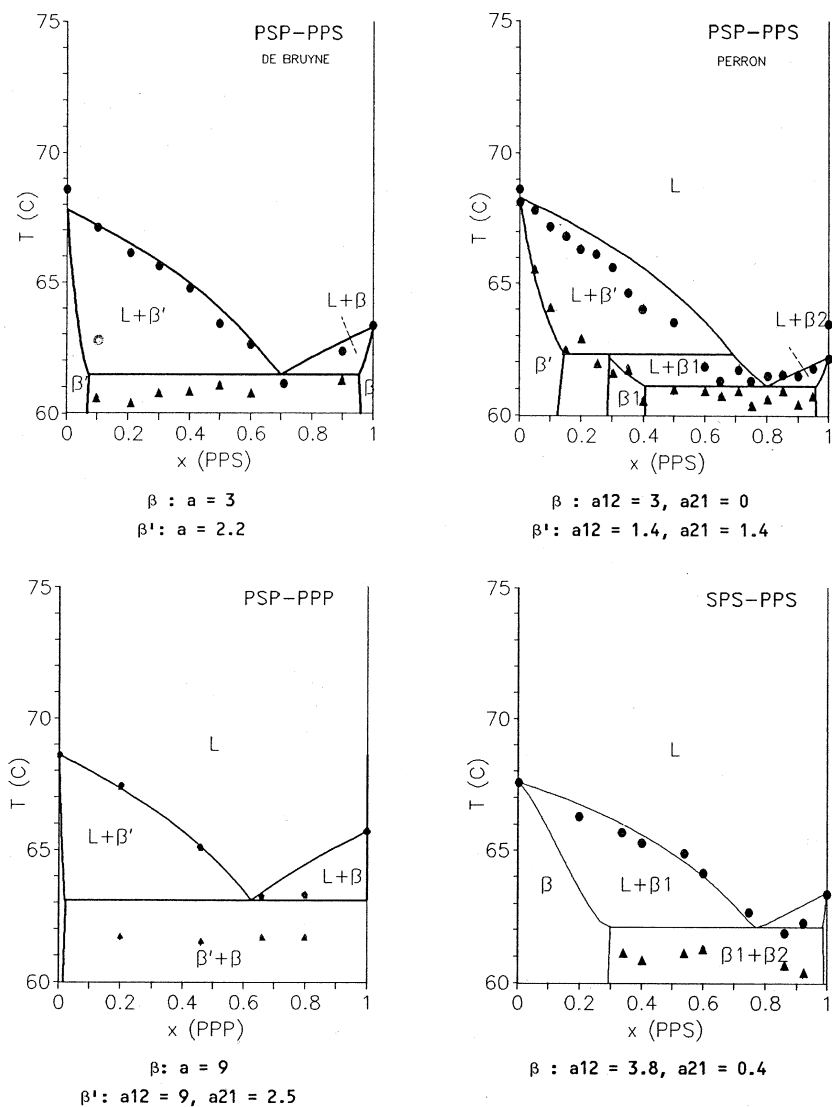 75
PSP-PPS
DE BRUYNE
70
T (C)
65
L+β'
L+β
β'
β
60
0 0.2 0.4 0.6 0.8 1
x (PPS)
β : a = 3
β': a = 2.2
75
PSP-PPS
PERRON
70
L
T (C)
65
L+β'
L+β2
L+β1
β'
β1
60
0 0.2 0.4 0.6 0.8 1
x (PPS)
β : a12 = 3, a21 = 0
β': a12 = 1.4, a21 = 1.4
75
PSP-PPP
70
L
T (C)
65
L+β'
L+β
β'+β
60
0 0.2 0.4 0.6 0.8 1
x (PPP)
β: a = 9
β': a12 = 9, a21 = 2.5
75
SPS-PPS
70
L
T (C)
65
β
L+β1
β1+β2
60
0 0.2 0.4 0.6 0.8 1
x (PPS)
β : a12 = 3.8, a21 = 0.4